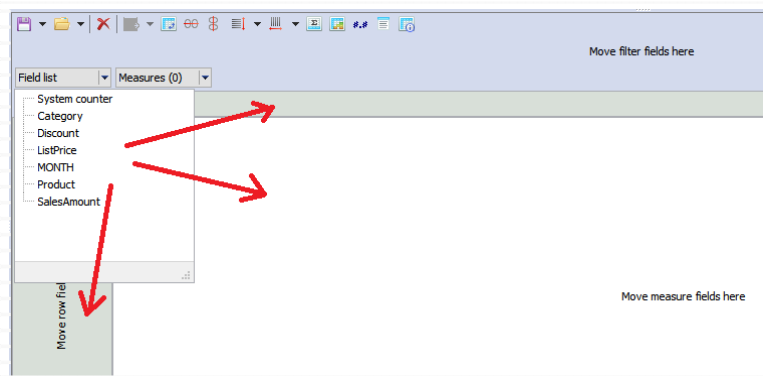 Move filter fields here
Field list
Measures (0)
System counter
Category
Discount
ListPrice
MONTH
Product
SalesAmount
Move row fiel
Move measure fields here